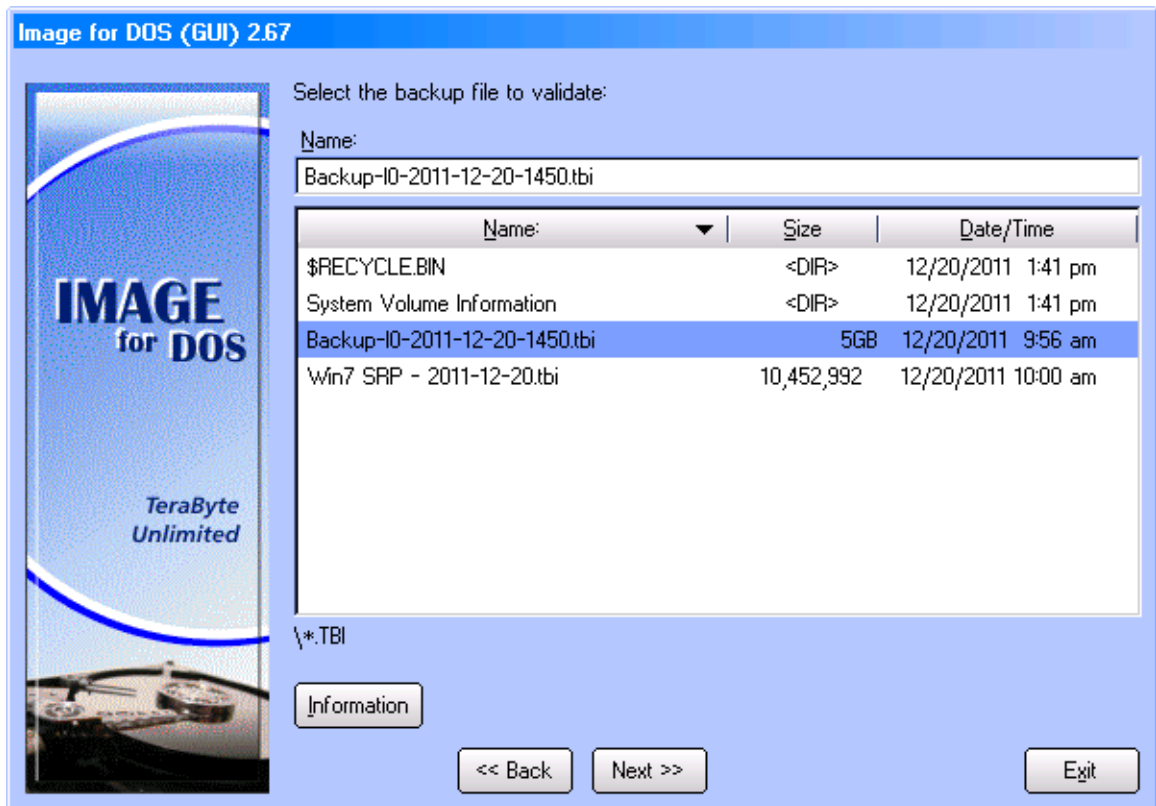 Image for DOS (GUI) 2.67
Select the backup file to validate:
Name:
Backup-I0-2011-12-20-1450.tbi
Name: Size Date/Time
$RECYCLE.BIN <DIR> 12/20/2011 1:41 pm
System Volume Information <DIR> 12/20/2011 1:41 pm
Backup-I0-2011-12-20-1450.tbi 5GB 12/20/2011 9:56 am
Win7 SRP - 2011-12-20.tbi 10,452,992 12/20/2011 10:00 am
IMAGE
for DOS
TeraByte
Unlimited
\*.TBI
Information
<< Back Next >> Exit